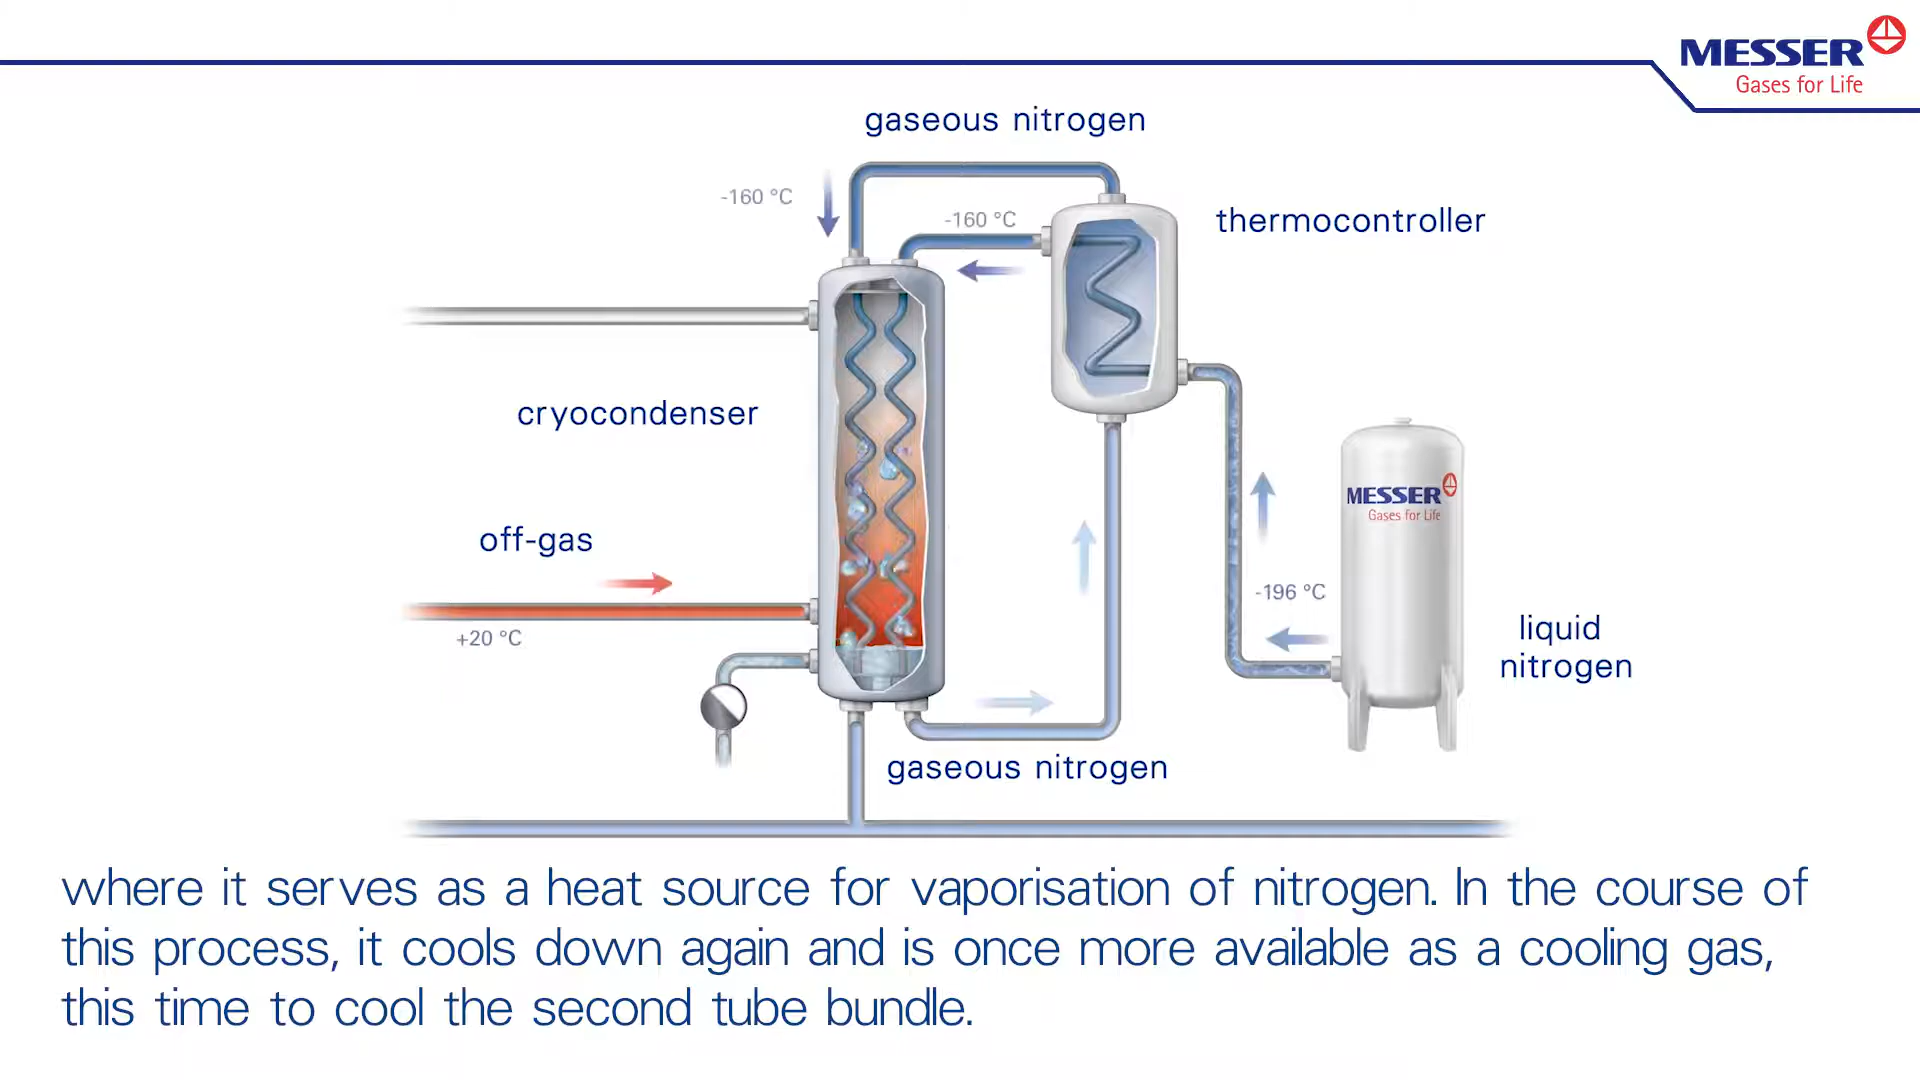 MESSER
Gases for Life
gaseous nitrogen
-160 °C
-160 °C
thermocontroller
cryocondenser
MESSER
Gases for Life
off-gas
+20 °C
-196 °C
liquid
nitrogen
gaseous nitrogen
where it serves as a heat source for vaporisation of nitrogen. In the course of
this process, it cools down again and is once more available as a cooling gas,
this time to cool the second tube bundle.